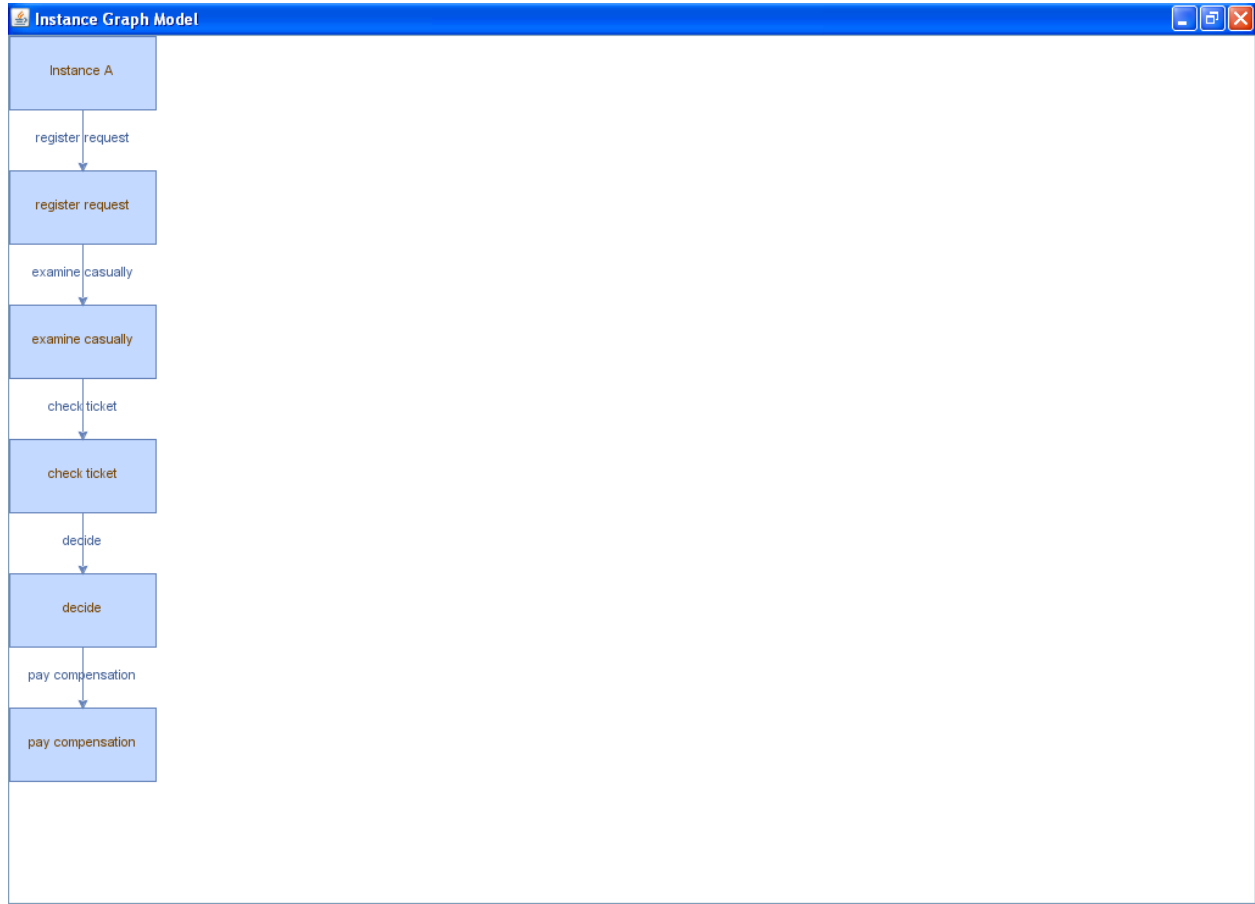 Instance Graph Model
Instance A
register request
register request
examine casually
examine casually
check ticket
check ticket
decide
decide
pay compensation
pay compensation